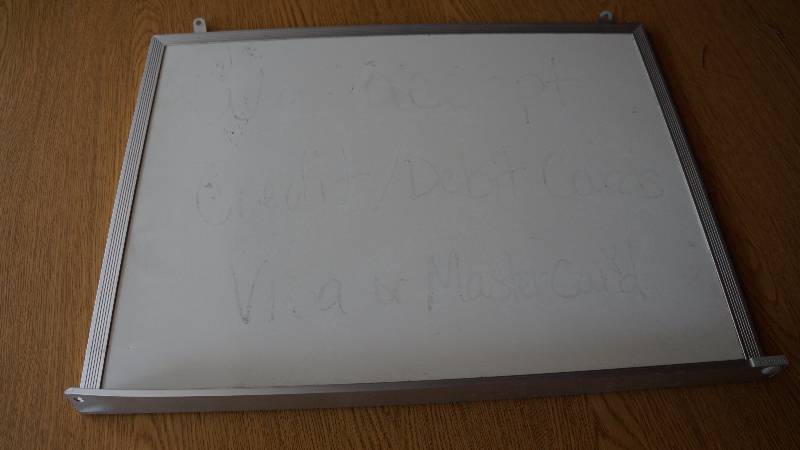 We accept
Credit/Debit Cards
Visa or MasterCard